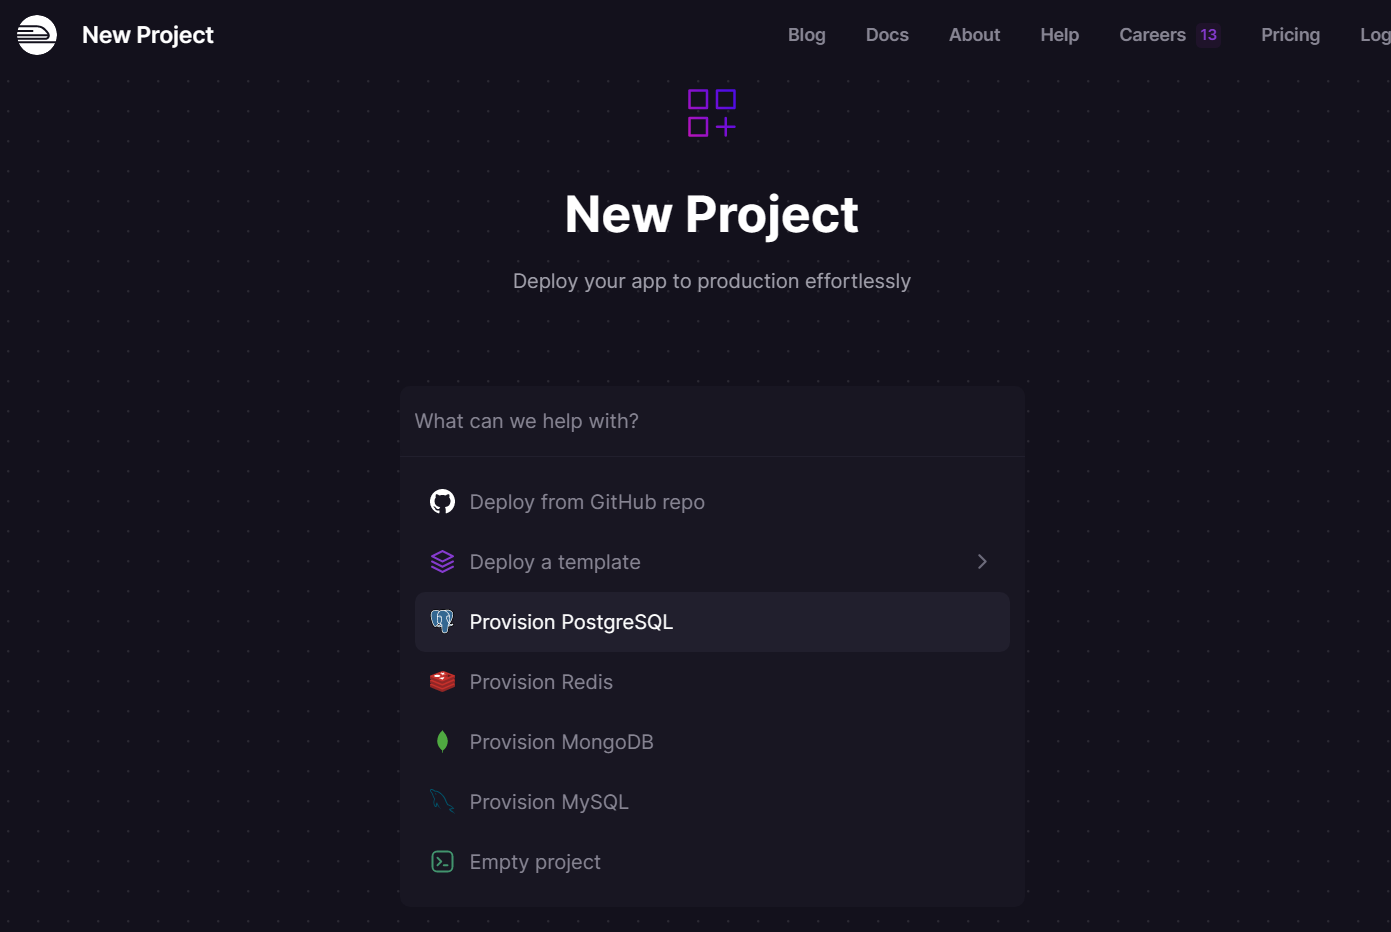 New Project
Blog Docs About Help Careers 13 Pricing Log
New Project
Deploy your app to production effortlessly
What can we help with?
Deploy from GitHub repo
Deploy a template
Provision PostgreSQL
Provision Redis
Provision MongoDB
Provision MySQL
Empty project